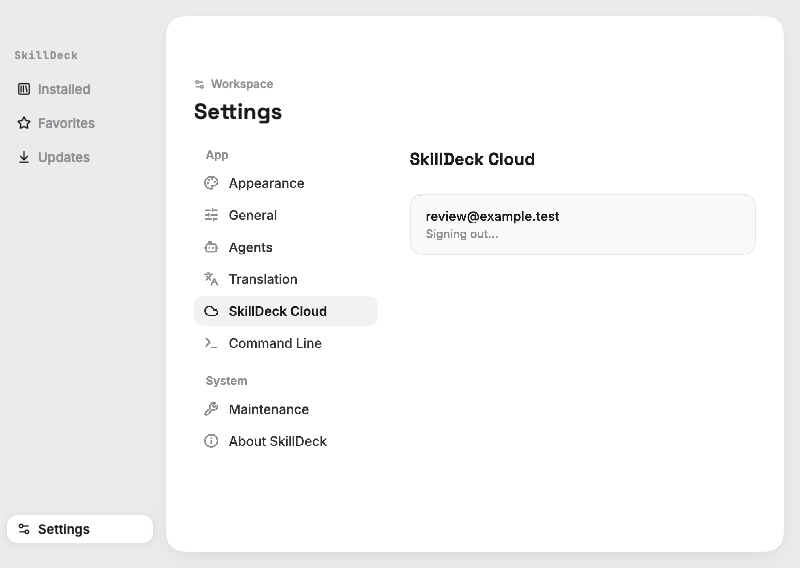 SkillDeck
Installed
Favorites
Updates
Settings
Workspace
Settings
App
Appearance
General
Agents
Translation
SkillDeck Cloud
Command Line
System
Maintenance
About SkillDeck
SkillDeck Cloud
review@example.test
Signing out...